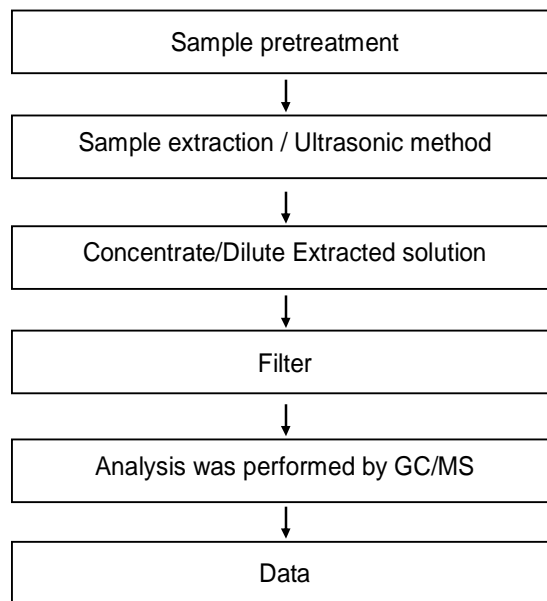 Sample pretreatment
Sample extraction / Ultrasonic method
Concentrate/Dilute Extracted solution
Filter
Analysis was performed by GC/MS
Data